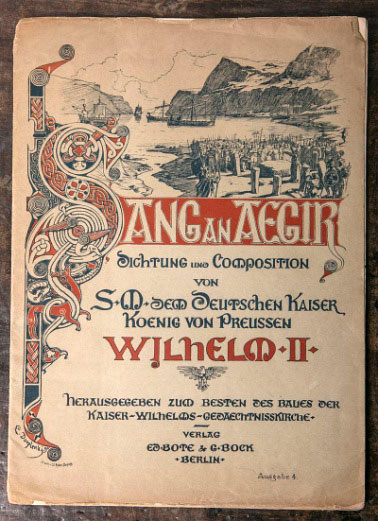 SANG AN AEGIR
DICHTUNG UND COMPOSITION
VON
S·M· DEM DEUTSCHEN KAISER
KOENIG VON PREUSSEN
WILHELM · II ·
HERAUSGEGEBEN ZUM BESTEN DES BAUES DER
KAISER-WILHELMS-GEDAECHTNISSKIRCHE·
VERLAG
ED·BOTE & G·BOCK
·BERLIN·
Ausgabe 1.